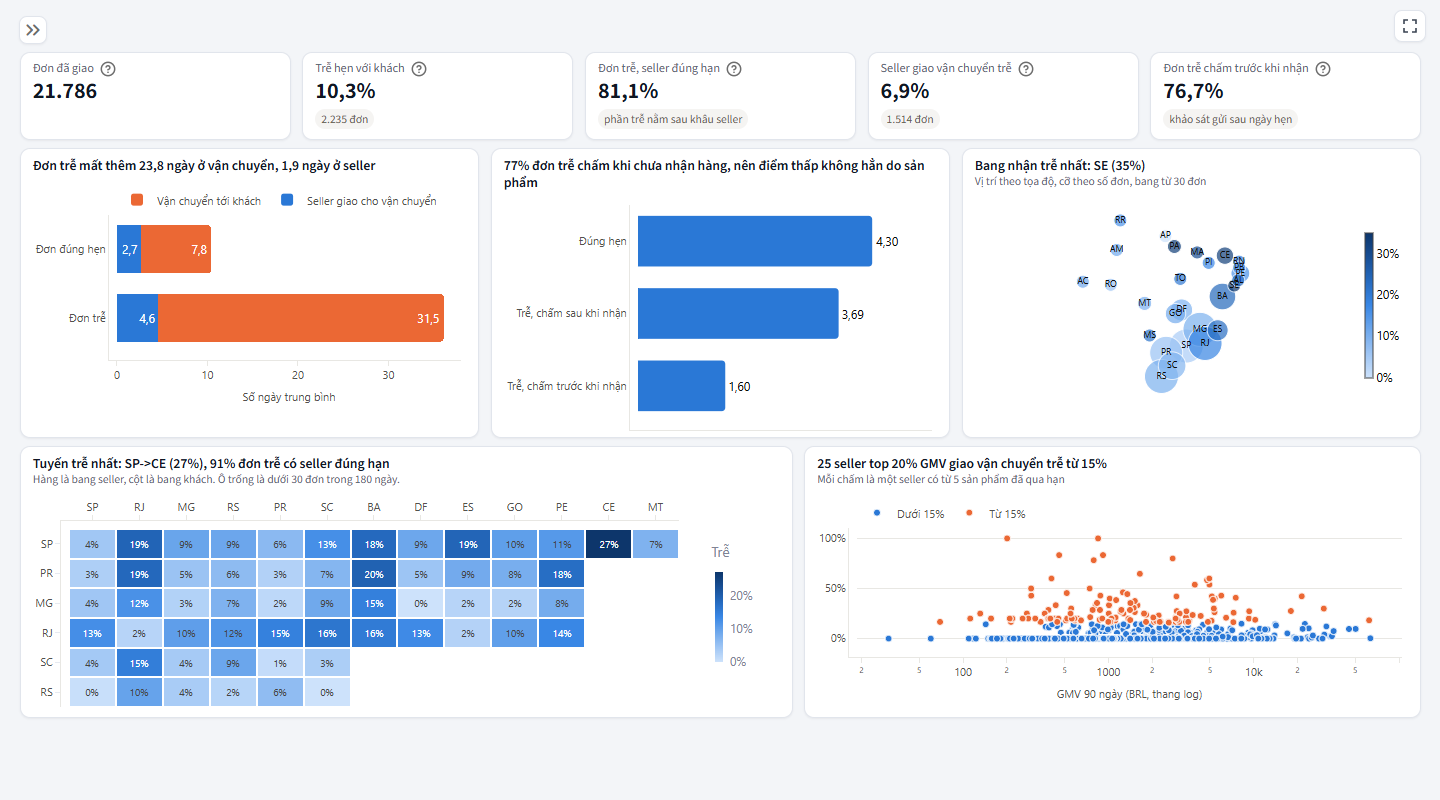 Đơn đã giao
21.786
Trễ hẹn với khách
10,3%
2.235 đơn
Đơn trễ, seller đúng hạn
81,1%
phần trễ nằm sau khâu seller
Seller giao vận chuyển trễ
6,9%
1.514 đơn
Đơn trễ chấm trước khi nhận
76,7%
khảo sát gửi sau ngày hẹn
Đơn trễ mất thêm 23,8 ngày ở vận chuyển, 1,9 ngày ở seller
Vận chuyển tới khách
Seller giao cho vận chuyển
Đơn đúng hẹn
2,7
7,8
Đơn trễ
4,6
31,5
0
10
20
30
Số ngày trung bình
77% đơn trễ chấm khi chưa nhận hàng, nên điểm thấp không hẳn do sản
phẩm
Đúng hẹn
4,30
Trễ, chấm sau khi nhận
3,69
Trễ, chấm trước khi nhận
1,60
Bang nhận trễ nhất: SE (35%)
Vị trí theo tọa độ, cỡ theo số đơn, bang từ 30 đơn
RR
AP
PA
AM
MA
CE
PI
RN
PB
PE
AL
SE
TO
AC
RO
BA
MT
DF
GO
MG
ES
MS
SP
RJ
PR
SC
RS
30%
20%
10%
0%
Tuyến trễ nhất: SP->CE (27%), 91% đơn trễ có seller đúng hạn
Hàng là bang seller, cột là bang khách. Ô trống là dưới 30 đơn trong 180 ngày.
SP RJ MG RS PR SC BA DF ES GO PE CE MT
SP 4% 19% 9% 9% 6% 13% 18% 9% 19% 10% 11% 27% 7%
PR 3% 19% 5% 6% 3% 7% 20% 5% 9% 8% 18%
MG 4% 12% 3% 7% 2% 9% 15% 0% 2% 2% 8%
RJ 13% 2% 10% 12% 15% 16% 16% 13% 2% 10% 14%
SC 4% 15% 4% 9% 1% 3%
RS 0% 10% 4% 2% 6% 0%
Trễ
20%
10%
0%
25 seller top 20% GMV giao vận chuyển trễ từ 15%
Mỗi chấm là một seller có từ 5 sản phẩm đã qua hạn
Dưới 15%
Từ 15%
100%
50%
0%
2 5 100 2 5 1000 2 5 10k 2 5
GMV 90 ngày (BRL, thang log)